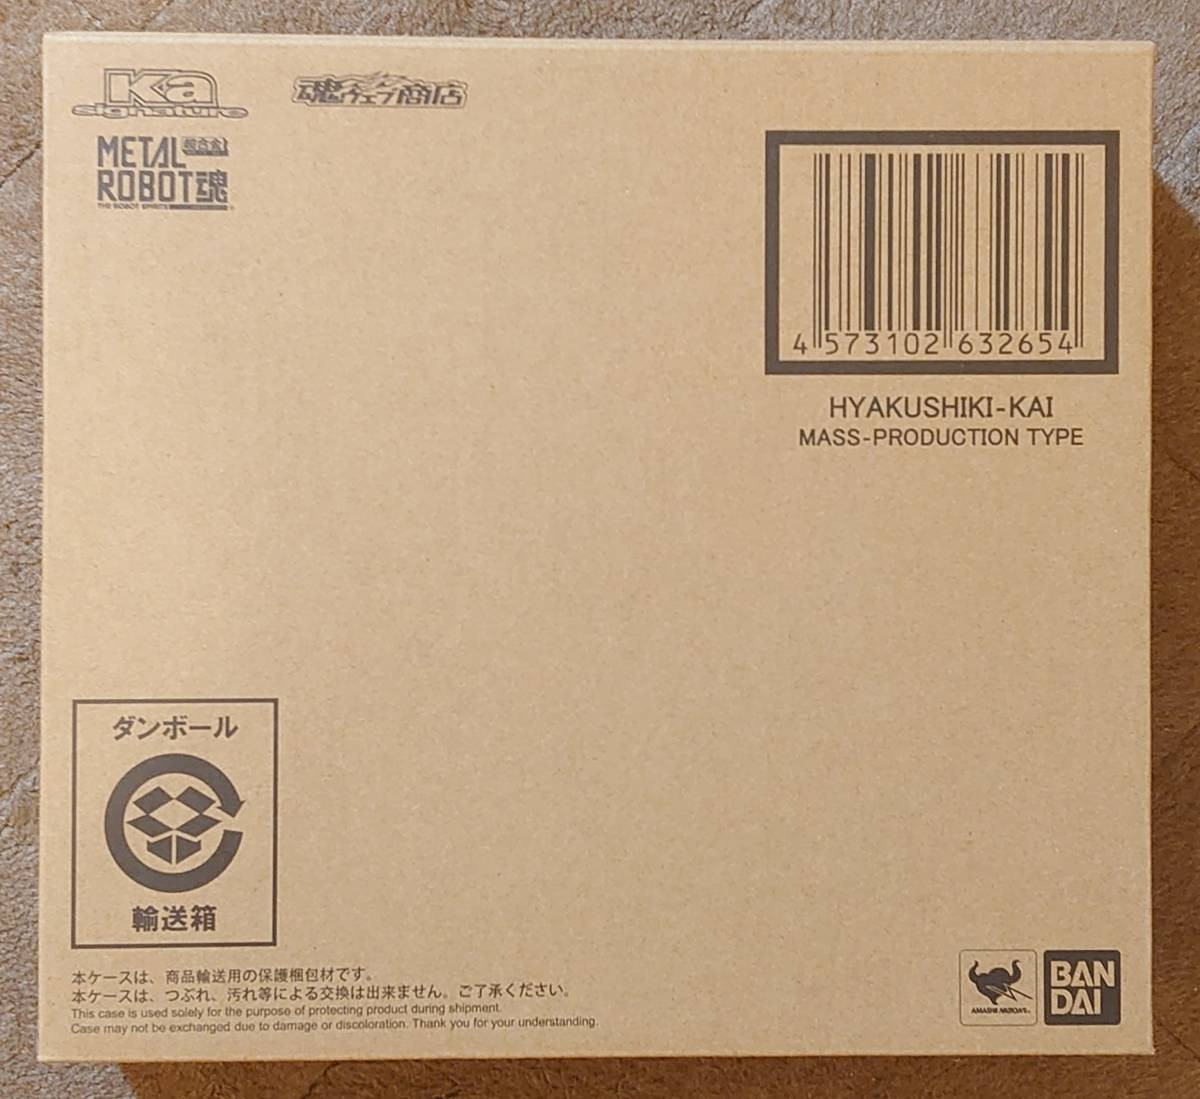 Ka
signature
魂ウェブ商店
METAL 超合金
ROBOT魂
THE ROBOT SPIRITS
4 573102 632654
HYAKUSHIKI-KAI
MASS-PRODUCTION TYPE
ダンボール
輸送箱
本ケースは、商品輸送用の保護梱包材です。
本ケースは、つぶれ、汚れ等による交換は出来ません。ご了承ください。
This case is used solely for the purpose of protecting product during shipment.
Case may not be exchanged due to damage or discoloration. Thank you for your understanding.
BAN
DAI